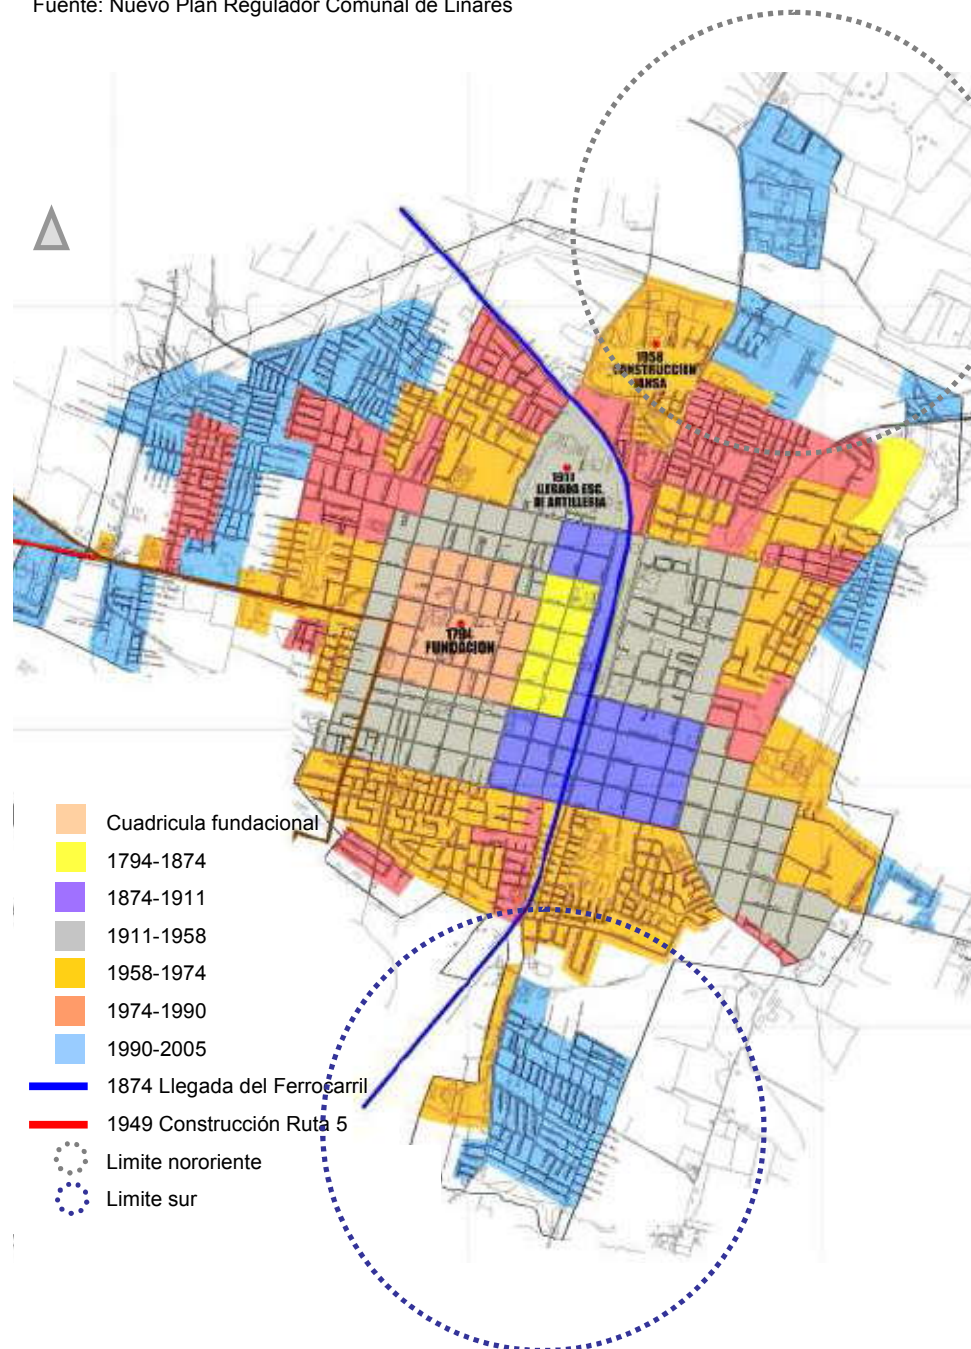 Fuente: Nuevo Plan Regulador Comunal de Linares
1958
CONSTRUCCION
IANSA
1911
LLEGADO ESC.
DE ARTILLERIA
1794
FUNDACION
Cuadricula fundacional
1794-1874
1874-1911
1911-1958
1958-1974
1974-1990
1990-2005
1874 Llegada del Ferrocarril
1949 Construcción Ruta 5
Limite nororiente
Limite sur